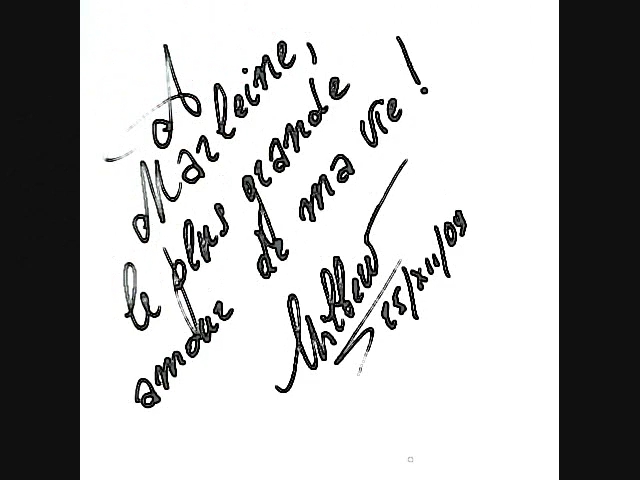 A
Marleine,
le plus grande
amour de ma vie !
25/XII/09